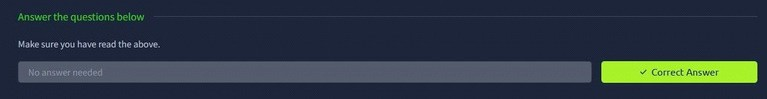 Answer the questions below
Make sure you have read the above.
No answer needed
✓ Correct Answer